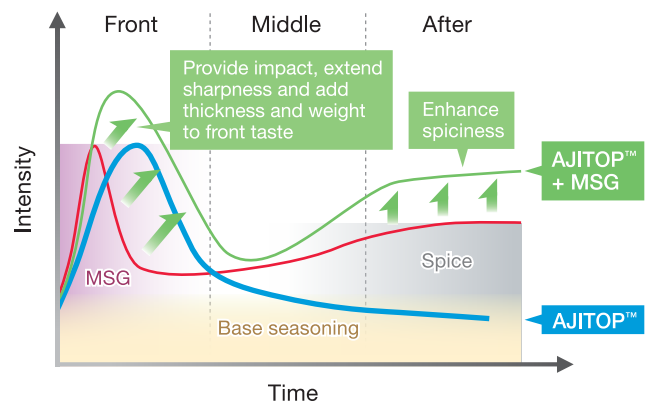 Front
Middle
After
Provide impact, extend
sharpness and add
thickness and weight
to front taste
Enhance
spiciness
AJITOP™
+ MSG
Intensity
MSG
Spice
Base seasoning
AJITOP™
Time